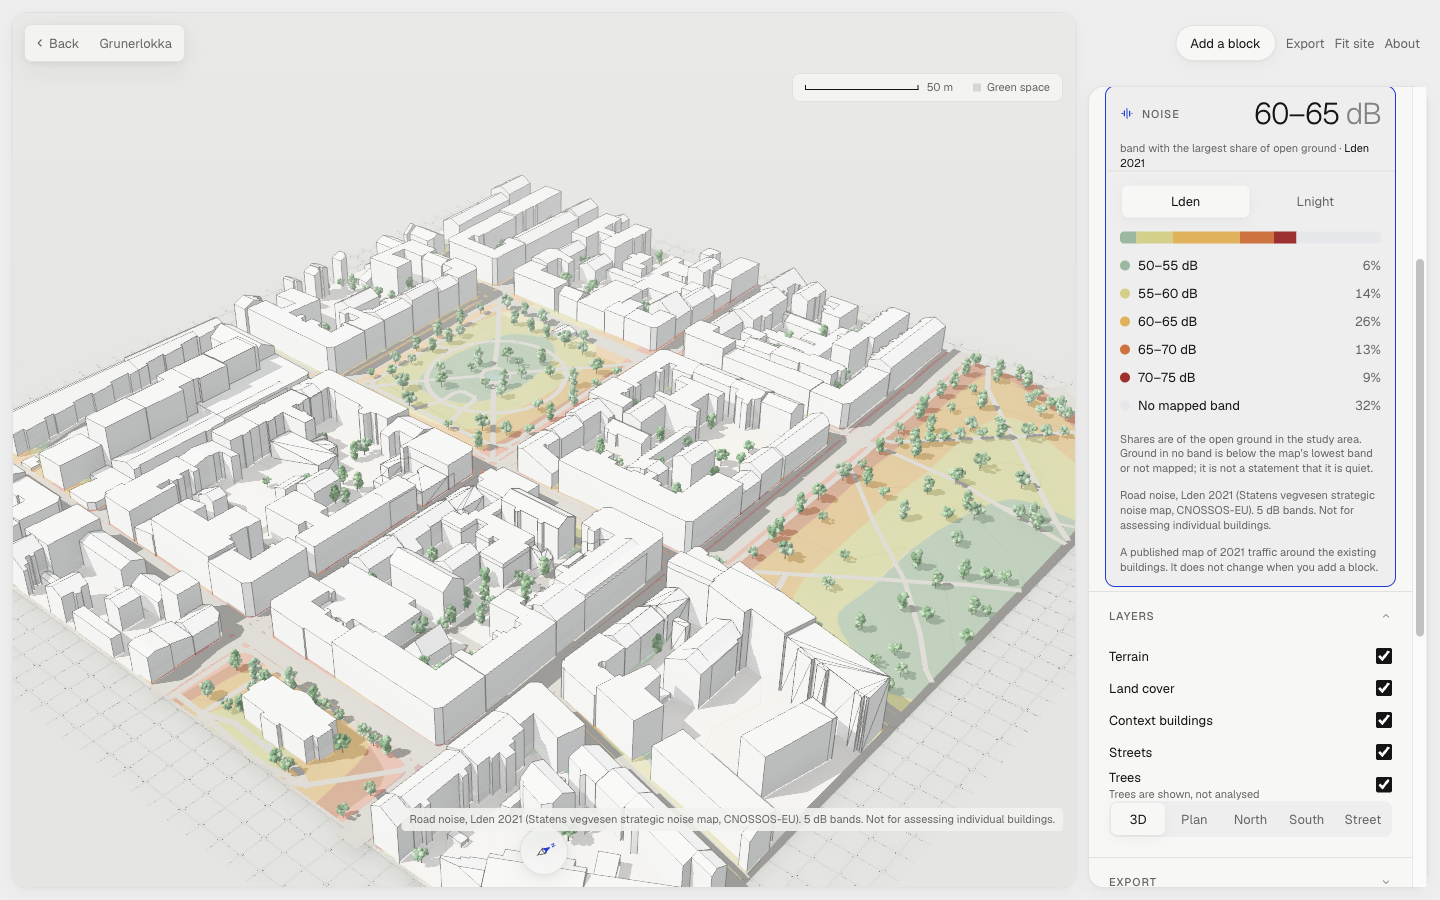 Back
Grunerlokka
Add a block
Export
Fit site
About
50 m
Green space
NOISE
60–65 dB
band with the largest share of open ground · Lden
2021
Lden
Lnight
50–55 dB 6%
55–60 dB 14%
60–65 dB 26%
65–70 dB 13%
70–75 dB 9%
No mapped band 32%
Shares are of the open ground in the study area.
Ground in no band is below the map's lowest band
or not mapped; it is not a statement that it is quiet.
Road noise, Lden 2021 (Statens vegvesen strategic
noise map, CNOSSOS-EU). 5 dB bands. Not for
assessing individual buildings.
A published map of 2021 traffic around the existing
buildings. It does not change when you add a block.
LAYERS
Terrain
Land cover
Context buildings
Streets
Trees
Trees are shown, not analysed
3D
Plan
North
South
Street
EXPORT
Road noise, Lden 2021 (Statens vegvesen strategic noise map, CNOSSOS-EU). 5 dB bands. Not for assessing individual buildings.